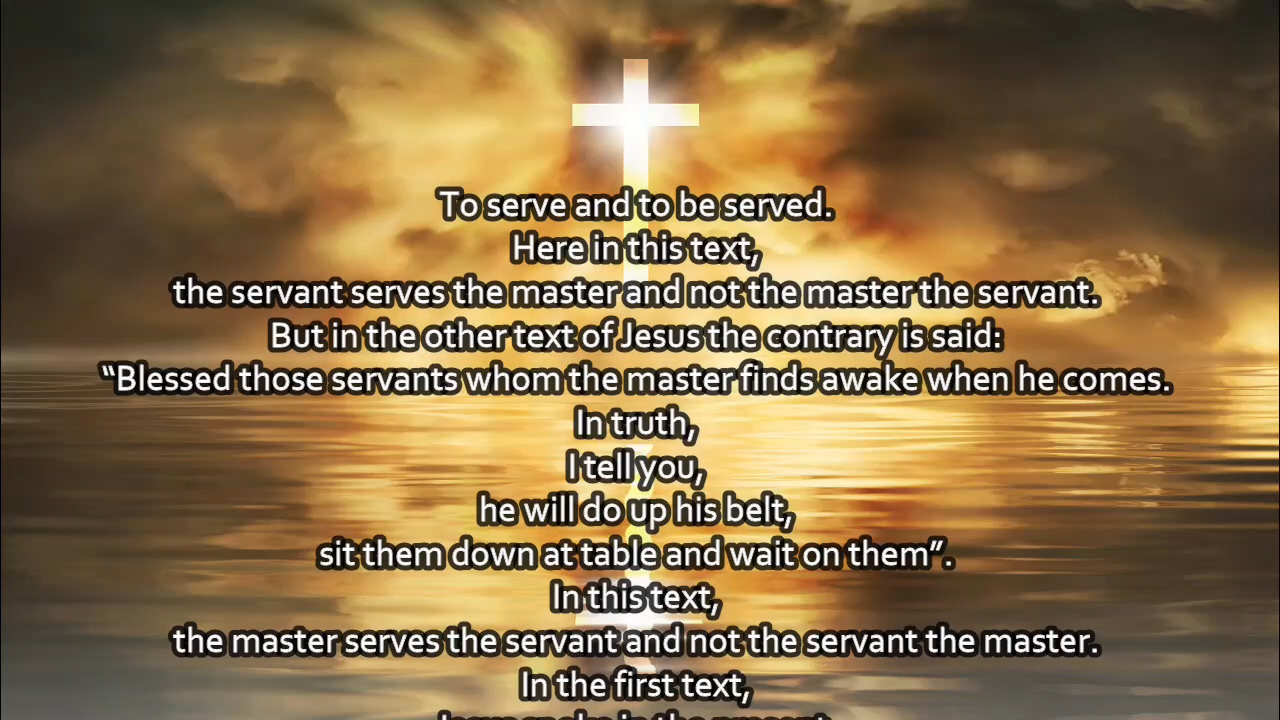 To serve and to be served.
Here in this text,
the servant serves the master and not the master the servant.
But in the other text of Jesus the contrary is said:
“Blessed those servants whom the master finds awake when he comes.
In truth,
I tell you,
he will do up his belt,
sit them down at table and wait on them”.
In this text,
the master serves the servant and not the servant the master.
In the first text,